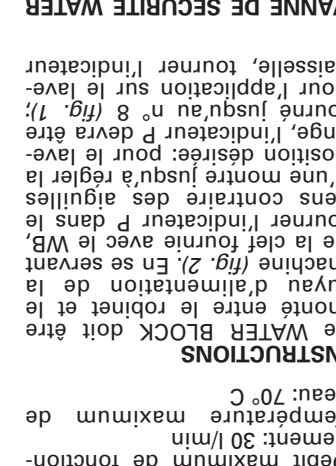 ébit maximum de fonction-
ement: 30 l/min
empérature maximum de
eau: 70° C
NSTRUCTIONS
e WATER BLOCK doit être
onté entre le robinet et le
uyau d'alimentation de la
achine (fig. 2). En se servant
e la clef fournie avec le WB,
ourner l'indicateur P dans le
ens contraire des aiguilles
'une montre jusqu'à régler la
osition désirée: pour le lave-
nge, l'indicateur P devra être
ourné jusqu'au n° 8 (fig. 1);
our l'application sur le lave-
aisselle, tourner l'indicateur
ANNE DE SECURITE WATER